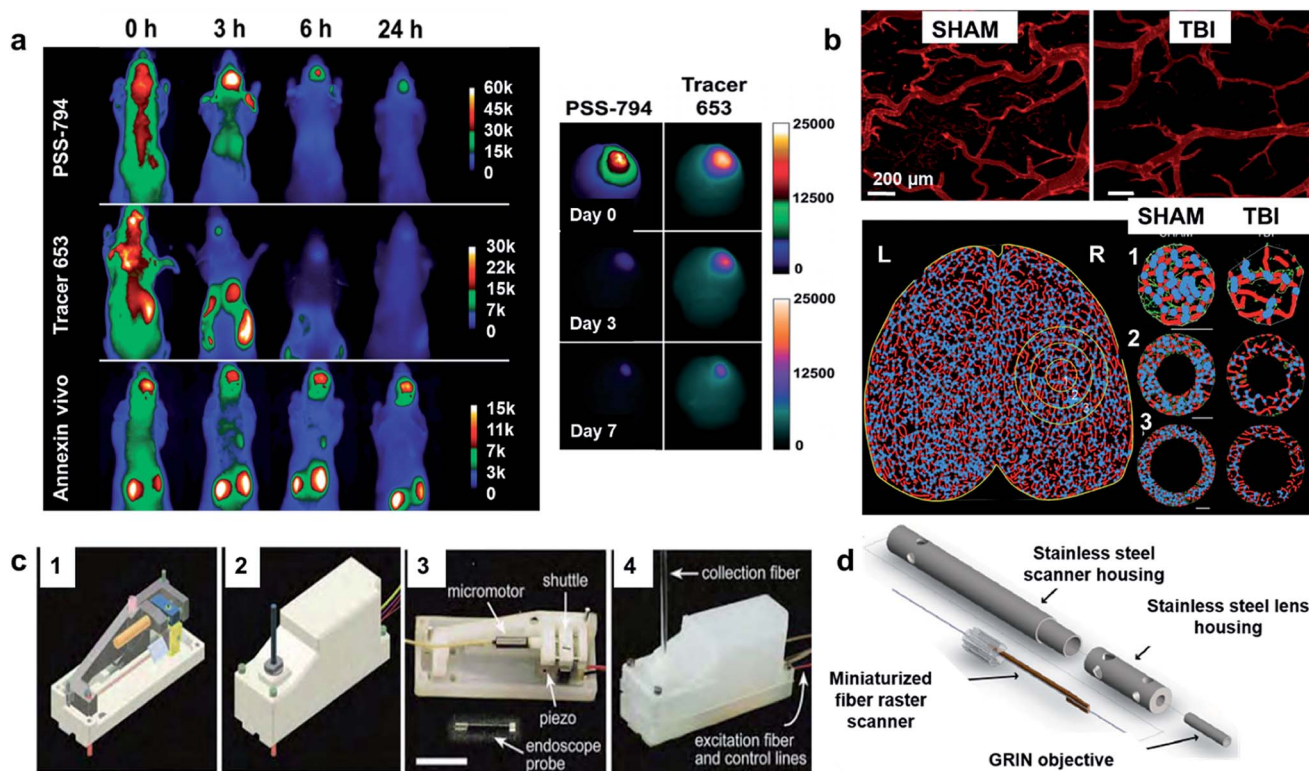 a
0 h 3 h 6 h 24 h
PSS-794
60k
45k
30k
15k
0
Tracer 653
30k
22k
15k
7k
0
Annexin vivo
15k
11k
7k
3k
0
PSS-794
Tracer
653
Day 0
Day 3
Day 7
25000
12500
0
25000
12500
0
b
SHAM
TBI
200 μm
L
R
SHAM
TBI
SHAM
TBI
1
2
3
2
3
c
1
2
3
micromotor
shuttle
piezo
endoscope
probe
4
collection fiber
excitation fiber
and control lines
d
Stainless steel
scanner housing
Stainless steel lens
housing
Miniaturized
fiber raster
scanner
GRIN objective